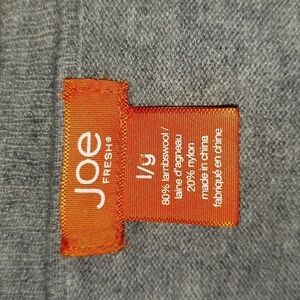 Joe
FRESH®
l/g
80% lambswool/
laine d'agneau
20% nylon
made in china
fabriqué en chine